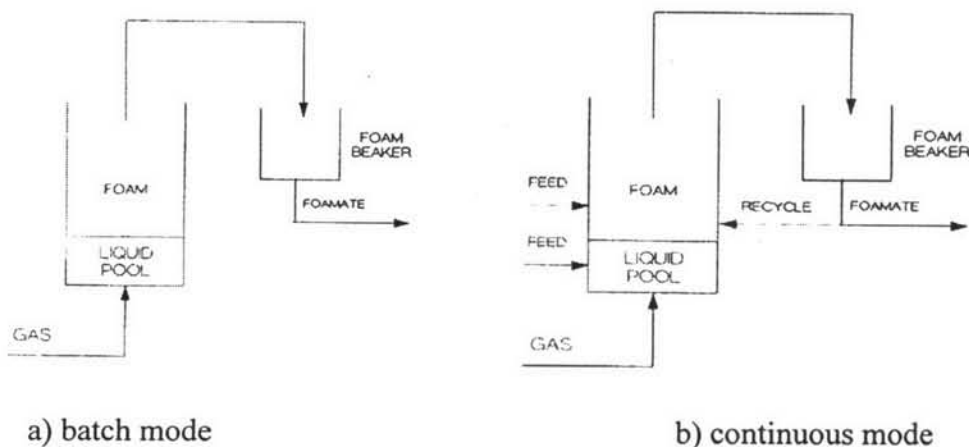 FOAM
LIQUID
POOL
GAS
FOAM
BEAKER
FOAMATE
a) batch mode
FEED
FEED
FOAM
LIQUID
POOL
GAS
RECYCLE
FOAM
BEAKER
FOAMATE
b) continuous mode